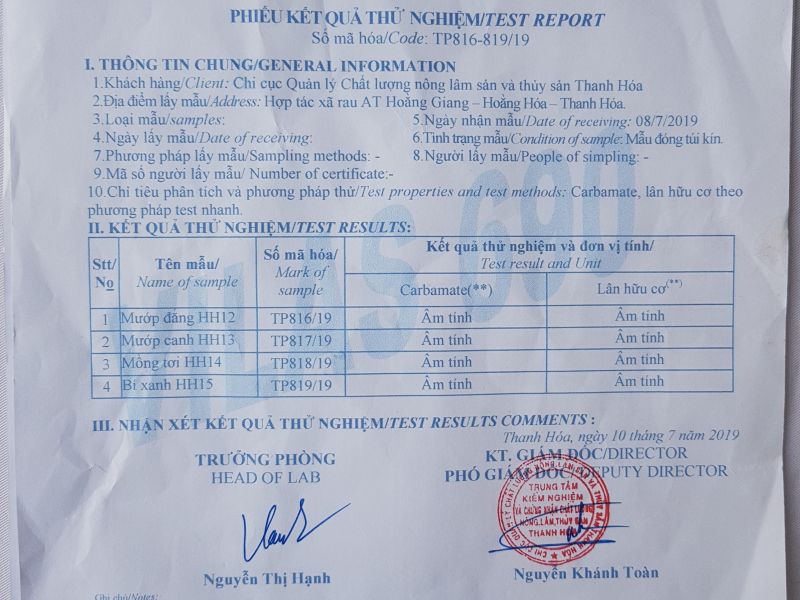 PHIẾU KẾT QUẢ THỬ NGHIỆM/TEST REPORT
Số mã hóa/Code: TP816-819/19
I. THÔNG TIN CHUNG/GENERAL INFORMATION
1.Khách hàng/Client: Chi cục Quản lý Chất lượng nông lâm sản và thủy sản Thanh Hóa
2.Địa điểm lấy mẫu/Address: Hợp tác xã rau AT Hoằng Giang – Hoằng Hóa – Thanh Hóa.
3.Loại mẫu/samples: 5.Ngày nhận mẫu/Date of receiving: 08/7/2019
4.Ngày lấy mẫu/Date of receiving: 6.Tình trạng mẫu/Condition of sample: Mẫu đóng túi kín.
7.Phương pháp lấy mẫu/Sampling methods: - 8.Người lấy mẫu/People of simpling: -
9.Mã số người lấy mẫu/ Number of certificate:-
10.Chỉ tiêu phân tích và phương pháp thử/Test properties and test methods: Carbamate, lân hữu cơ theo
phương pháp test nhanh.
II. KẾT QUẢ THỬ NGHIỆM/TEST RESULTS:
Stt/ No Tên mẫu/ Name of sample Số mã hóa/ Mark of sample Kết quả thử nghiệm và đơn vị tính/ Test result and Unit
Carbamate(**) Lân hữu cơ(**)
1 Mướp đắng HH12 TP816/19 Âm tính Âm tính
2 Mướp canh HH13 TP817/19 Âm tính Âm tính
3 Mồng tơi HH14 TP818/19 Âm tính Âm tính
4 Bí xanh HH15 TP819/19 Âm tính Âm tính
VILAS 690
III. NHẬN XÉT KẾT QUẢ THỬ NGHIỆM/TEST RESULTS COMMENTS :
Thanh Hóa, ngày 10 tháng 7 năm 2019
TRƯỞNG PHÒNG
HEAD OF LAB
KT. GIÁM ĐỐC/DIRECTOR
PHÓ GIÁM ĐỐC/DEPUTY DIRECTOR
TRUNG TÂM
KIỂM NGHIỆM
VÀ CHỨNG NHẬN CHẤT LƯỢNG
NÔNG, LÂM, THỦY SẢN
THANH HÓA
Nguyễn Thị Hạnh
Nguyễn Khánh Toàn
Ghi chú/Notes: